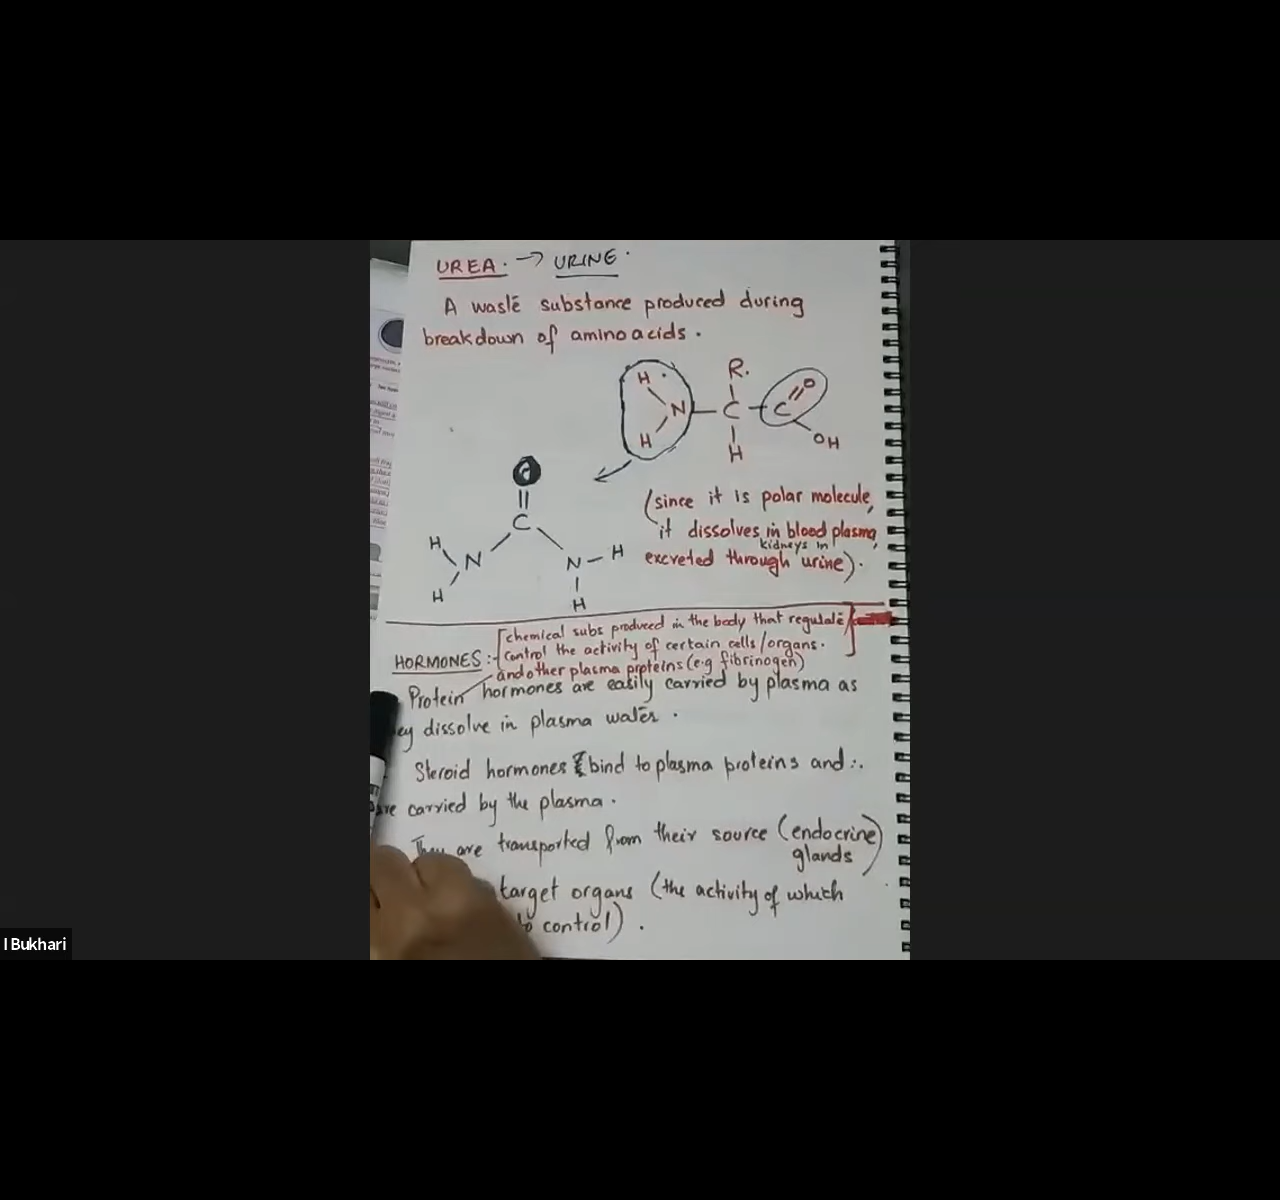 UREA. → URINE.
A waste substance produced during
breakdown of amino acids.
R.
H
N C C O
H
H
OH
O
C
H
N
H
N H
H
(since it is polar molecule,
it dissolves in blood plasma,
kidneys in
excreted through urine).
chemical subs produced in the body that regulate/
control the activity of certain cells/organs.
HORMONES :-
and other plasma proteins (e.g fibrinogen)
Protein hormones are easily carried by plasma as
ey dissolve in plasma water.
Steroid hormones bind to plasma proteins and ∴
are carried by the plasma.
They are transported from their source (endocrine
glands)
target organs (the activity of which
to control).
I Bukhari